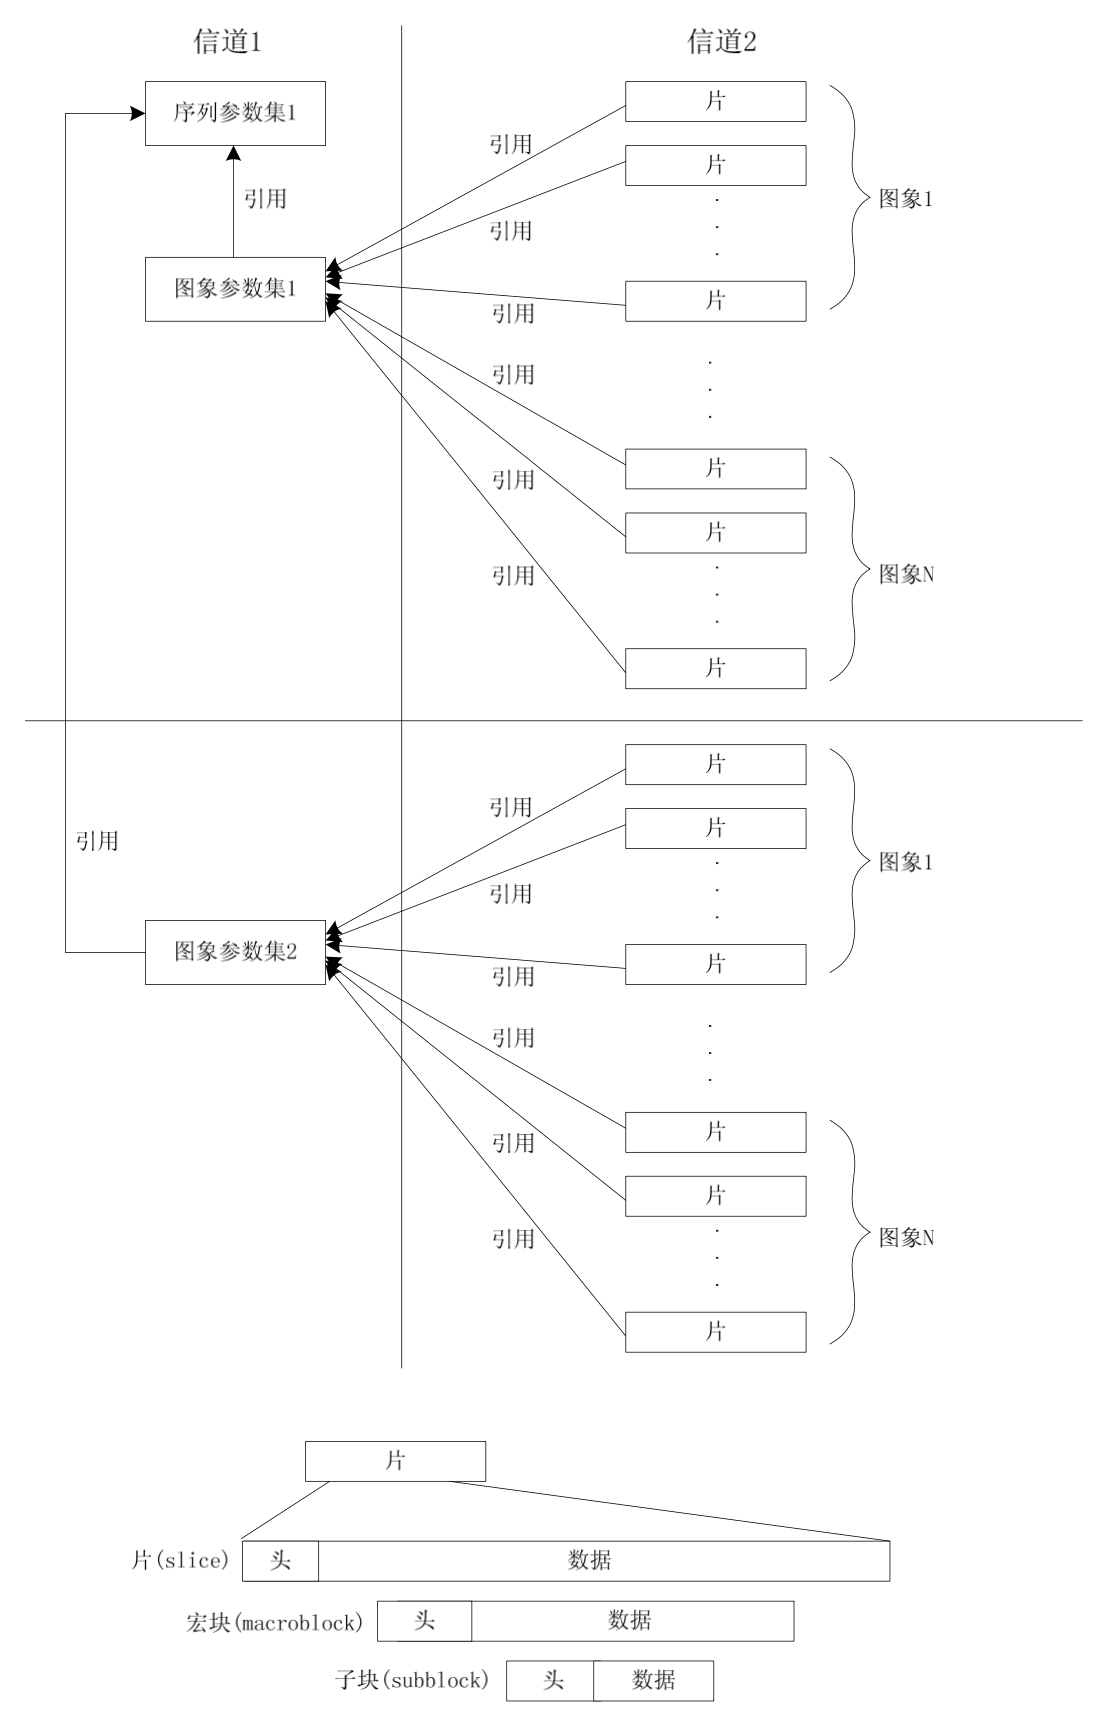 信道1
信道2
序列参数集1
片
引用
片
引用
图象1
引用
图象参数集1
片
引用
引用
片
引用
片
引用
图象N
片
片
引用
片
引用
图象1
引用
图象参数集2
片
引用
引用
片
引用
片
引用
图象N
片
片
片(slice) 头 数据
宏块(macroblock) 头 数据
子块(subblock) 头 数据